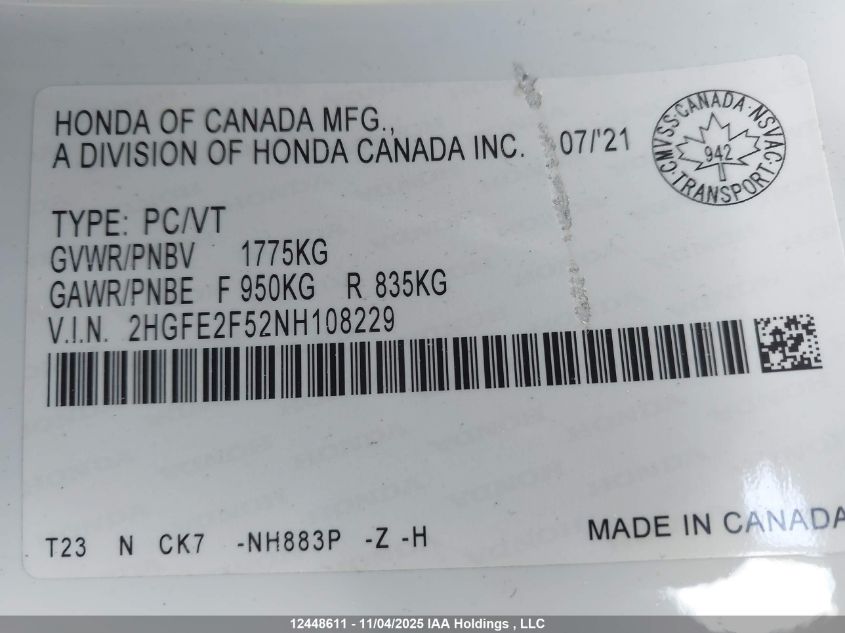 HONDA OF CANADA MFG.,
A DIVISION OF HONDA CANADA INC. 07/'21
CMVSS·CANADA·NSVAC·TRANSPORT·
942
TYPE: PC/VT
GVWR/PNBV 1775KG
GAWR/PNBE F 950KG R 835KG
V.I.N. 2HGFE2F52NH108229
T23 N CK7 -NH883P -Z -H
MADE IN CANADA
12448611 - 11/04/2025 IAA Holdings , LLC